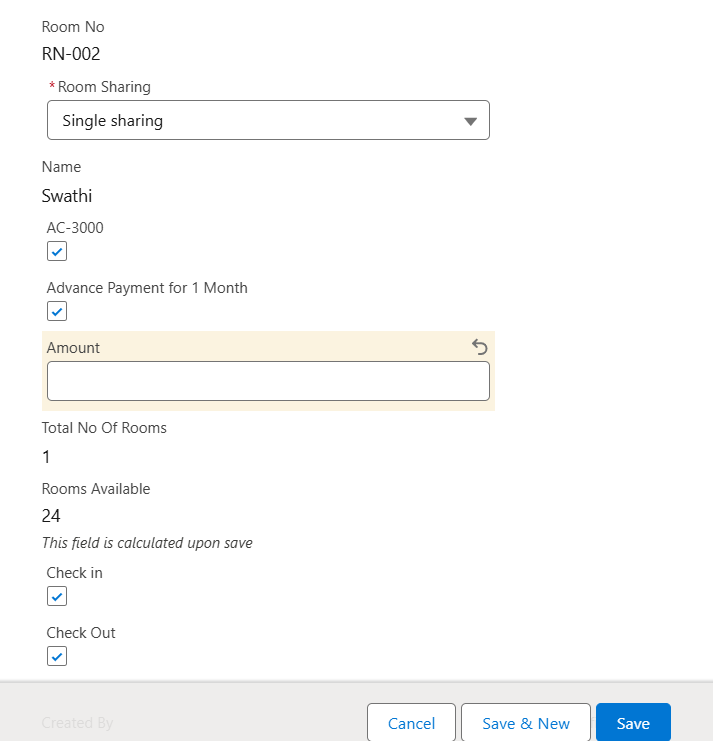 Room No
RN-002
*Room Sharing
Single sharing
Name
Swathi
AC-3000
Advance Payment for 1 Month
Amount
Total No Of Rooms
1
Rooms Available
24
This field is calculated upon save
Check in
Check Out
Created By
Cancel
Save & New
Save